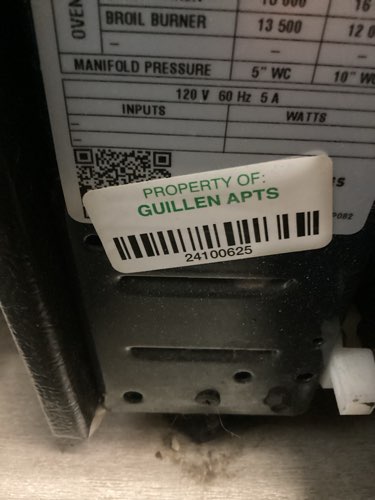 OVEN
BROIL BURNER 13 500
–
–
MANIFOLD PRESSURE 5" WC 10" WC
120 V 60 Hz 5 A
INPUTS WATTS
–
–
PROPERTY OF:
GUILLEN APTS
24100625